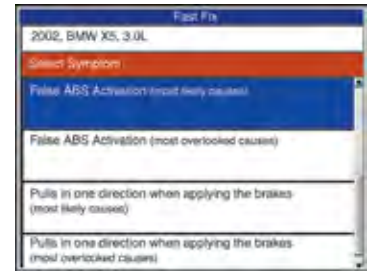 Fast Fix
2002, BMW X5, 3.0L
Select Symptom
False ABS Activation (most likely causes)
False ABS Activation (most overlooked causes)
Pulls in one direction when applying the brakes
(most likely causes)
Pulls in one direction when applying the brakes
(most overlooked causes)